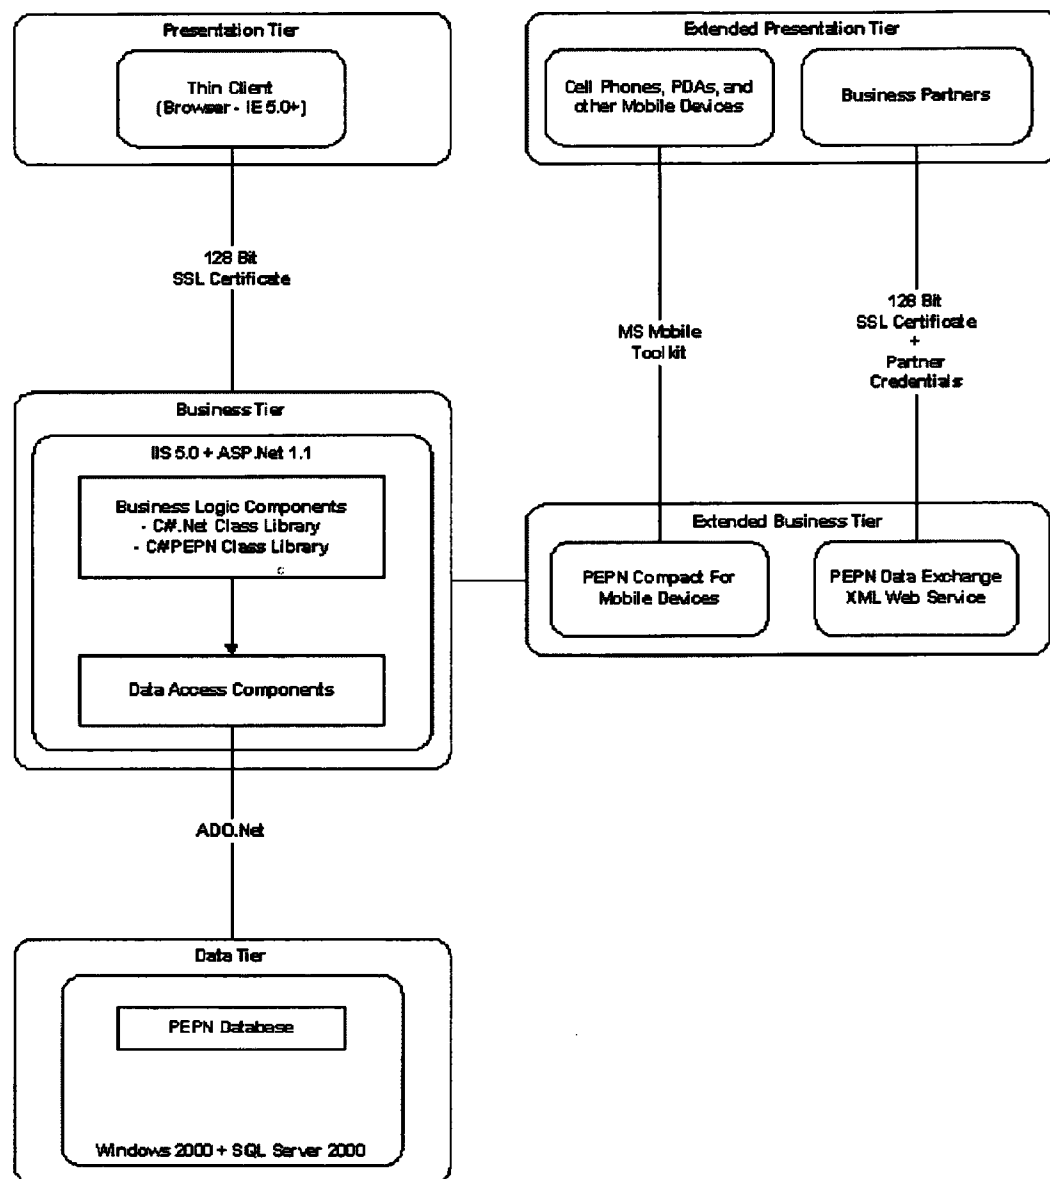 Presentation Tier
Thin Client
(Browser - IE 5.0+)
Extended Presentation Tier
Cell Phones, PDAs, and
other Mobile Devices
Business Partners
128 Bit
SSL Certificate
MS Mobile
Toolkit
128 Bit
SSL Certificate
+
Partner
Credentials
Business Tier
IIS 5.0 + ASP.Net 1.1
Business Logic Components
- C#.Net Class Library
- C#PEPN Class Library
c
Data Access Components
Extended Business Tier
PEPN Compact For
Mobile Devices
PEPN Data Exchange
XML Web Service
ADO.Net
Data Tier
PEPN Database
Windows 2000 + SQL Server 2000